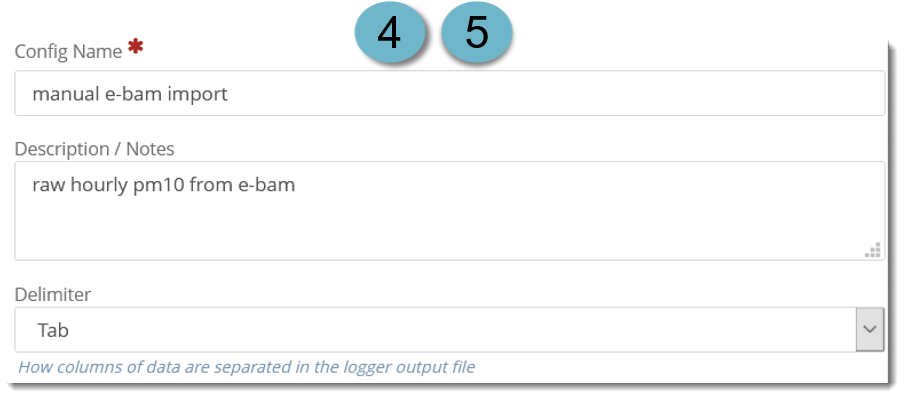 4 5
Config Name *
manual e-bam import
Description / Notes
raw hourly pm10 from e-bam
Delimiter
Tab
How columns of data are separated in the logger output file